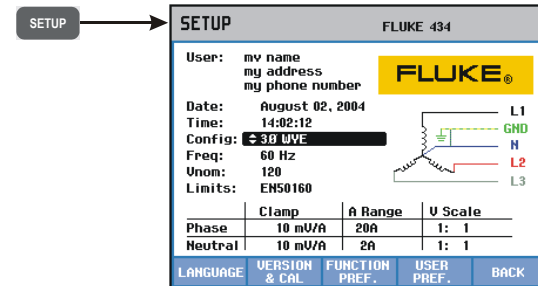 SETUP
SETUP FLUKE 434
User: my name
my address
my phone number
FLUKE®
Date: August 02, 2004
Time: 14:02:12
Config: 3Ø WYE
Freq: 60 Hz
Vnom: 120
Limits: EN50160
L1
GND
N
L2
L3
Clamp A Range V Scale
Phase 10 mV/A 20A 1: 1
Neutral 10 mV/A 2A 1: 1
LANGUAGE VERSION & CAL FUNCTION PREF. USER PREF. BACK